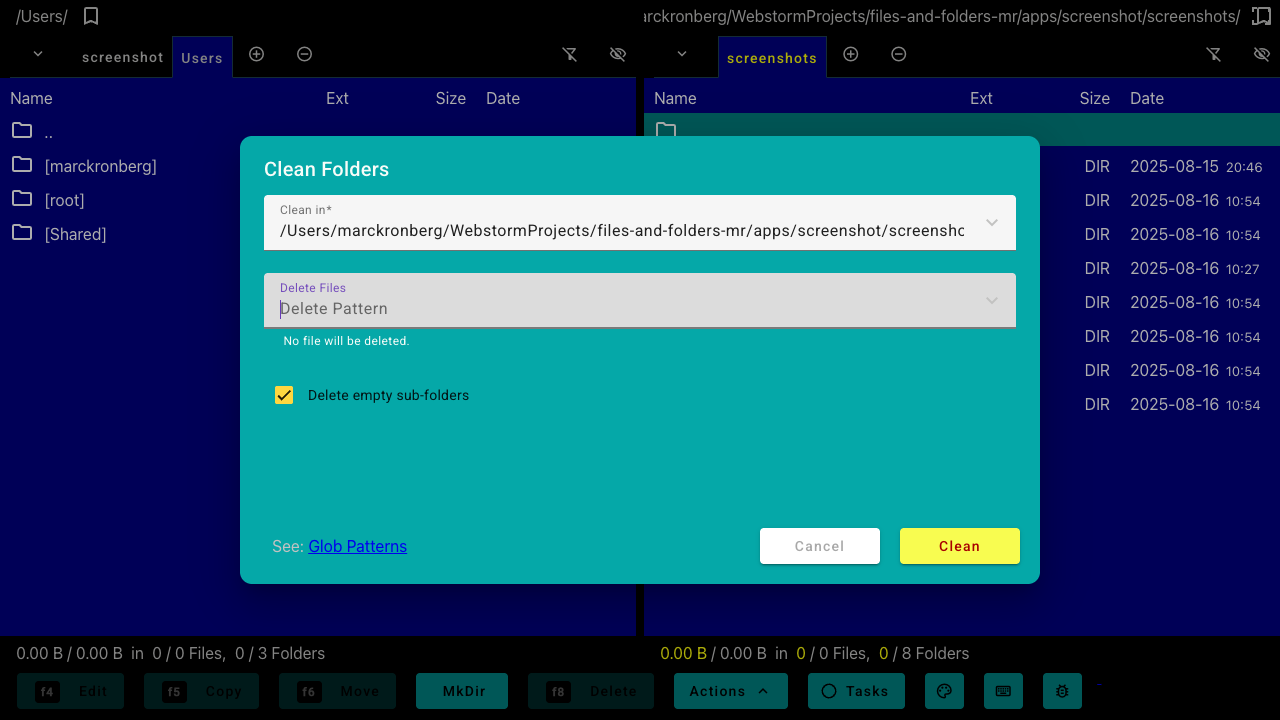 /Users/
arckronberg/WebstormProjects/files-and-folders-mr/apps/screenshot/screenshots/
screenshot Users
screenshots
Name Ext Size Date
Name Ext Size Date
..
[marckronberg]
[root]
[Shared]
DIR 2025-08-15 20:46
DIR 2025-08-16 10:54
DIR 2025-08-16 10:54
DIR 2025-08-16 10:27
DIR 2025-08-16 10:54
DIR 2025-08-16 10:54
DIR 2025-08-16 10:54
DIR 2025-08-16 10:54
Clean Folders
Clean in*
/Users/marckronberg/WebstormProjects/files-and-folders-mr/apps/screenshot/screensho
Delete Files
Delete Pattern
No file will be deleted.
Delete empty sub-folders
See: Glob Patterns
Cancel Clean
0.00 B / 0.00 B in 0 / 0 Files, 0 / 3 Folders
0.00 B / 0.00 B in 0 / 0 Files, 0 / 8 Folders
f4 Edit f5 Copy f6 Move MkDir f8 Delete Actions Tasks